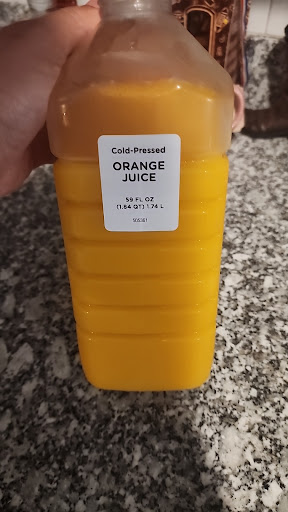 Cold-Pressed
ORANGE
JUICE
59 FL OZ
(1.84 QT) 1.74 L